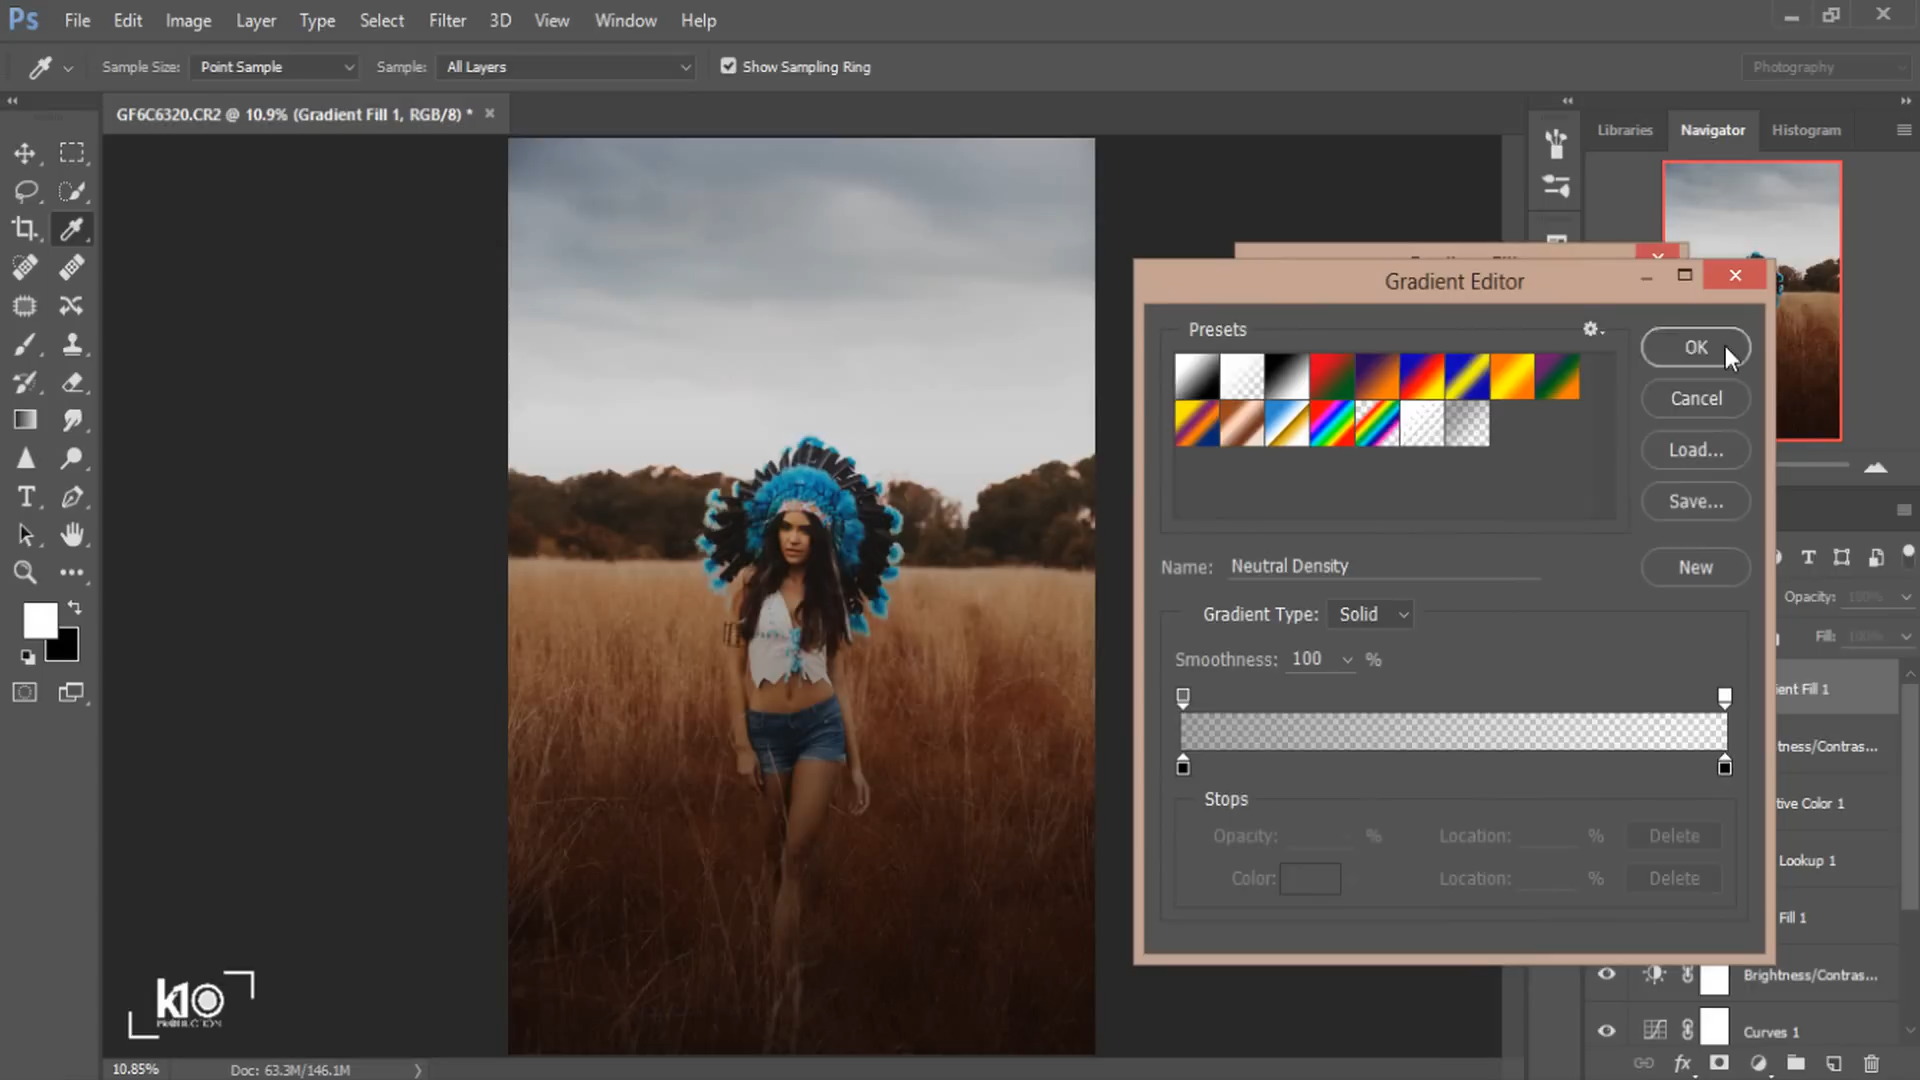 Ps File Edit Image Layer Type Select Filter 3D View Window Help
Sample Size: Point Sample Sample: All Layers Show Sampling Ring Photography
GF6C6320.CR2 @ 10.9% (Gradient Fill 1, RGB/8) *
Libraries Navigator Histogram
Gradient Editor
Presets
OK
Cancel
Load...
Save...
Name: Neutral Density
New
Gradient Type: Solid
Smoothness: 100 %
Stops
Opacity: % Location: % Delete
Color: Location: % Delete
Opacity: 100%
Fill: 100%
ent Fill 1
tness/Contras...
tive Color 1
Lookup 1
Fill 1
Brightness/Contras...
Curves 1
k10
PRODUCTION
10.85% Doc: 63.3M/146.1M